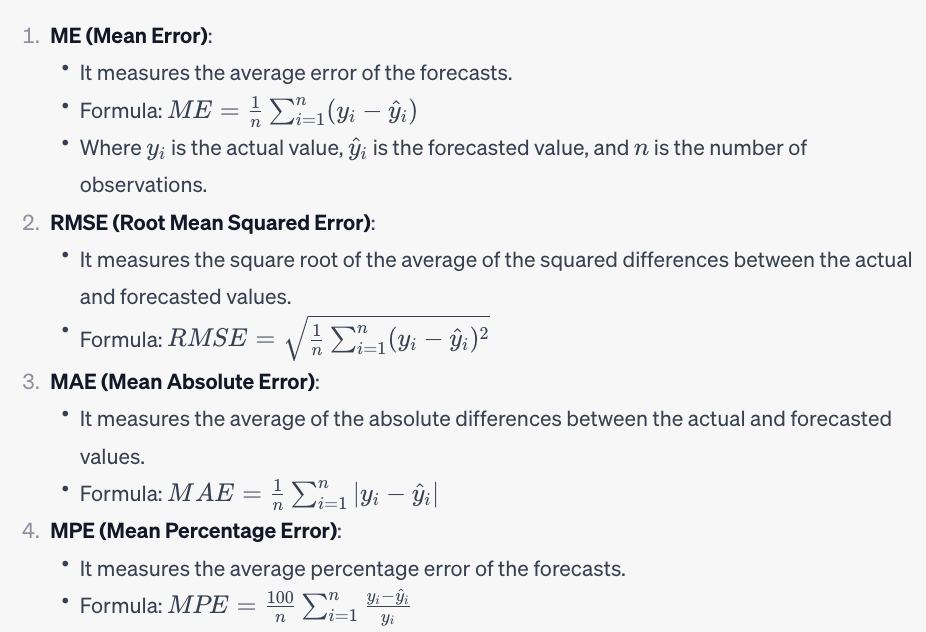 1. ME (Mean Error):
• It measures the average error of the forecasts.
• Formula: $ME = \frac{1}{n} \sum_{i=1}^{n} (y_i - \hat{y}_i)$
• Where $y_i$ is the actual value, $\hat{y}_i$ is the forecasted value, and $n$ is the number of
observations.
2. RMSE (Root Mean Squared Error):
• It measures the square root of the average of the squared differences between the actual
and forecasted values.
• Formula: $RMSE = \sqrt{\frac{1}{n} \sum_{i=1}^{n} (y_i - \hat{y}_i)^2}$
3. MAE (Mean Absolute Error):
• It measures the average of the absolute differences between the actual and forecasted
values.
• Formula: $MAE = \frac{1}{n} \sum_{i=1}^{n} |y_i - \hat{y}_i|$
4. MPE (Mean Percentage Error):
• It measures the average percentage error of the forecasts.
• Formula: $MPE = \frac{100}{n} \sum_{i=1}^{n} \frac{y_i - \hat{y}_i}{y_i}$